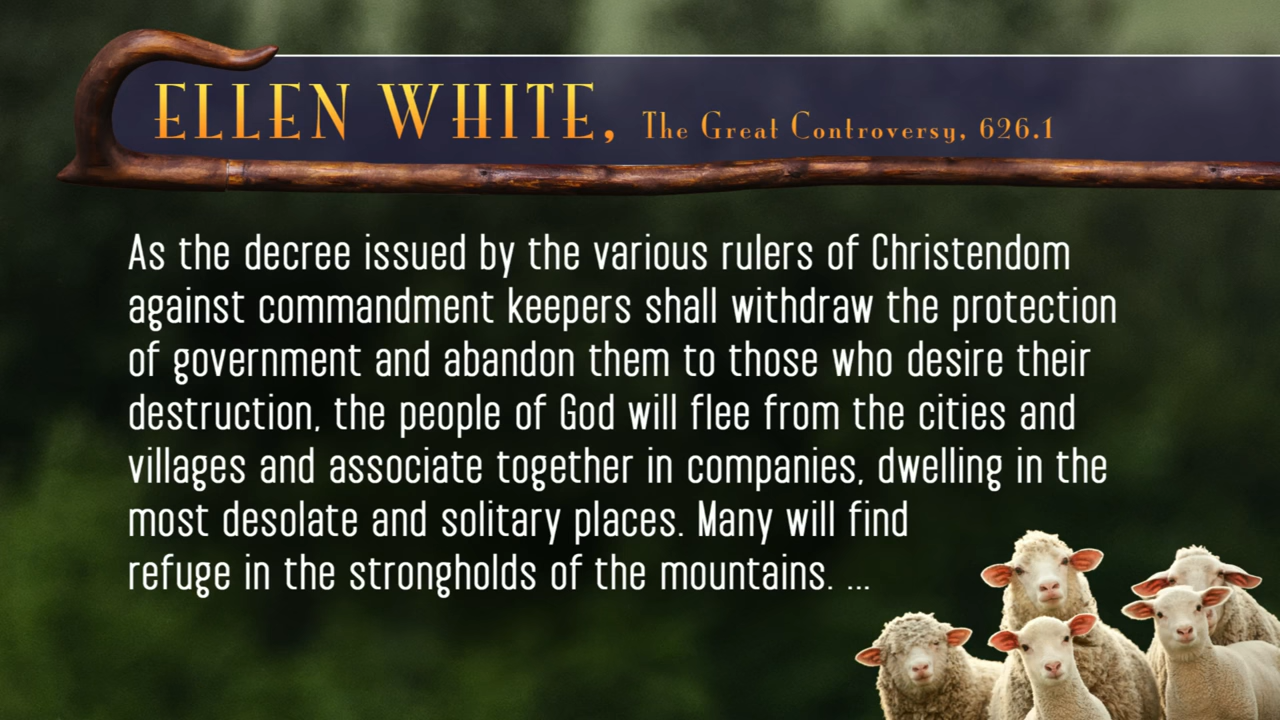 ELLEN WHITE, The Great Controversy, 626.1
As the decree issued by the various rulers of Christendom
against commandment keepers shall withdraw the protection
of government and abandon them to those who desire their
destruction, the people of God will flee from the cities and
villages and associate together in companies, dwelling in the
most desolate and solitary places. Many will find
refuge in the strongholds of the mountains. ...